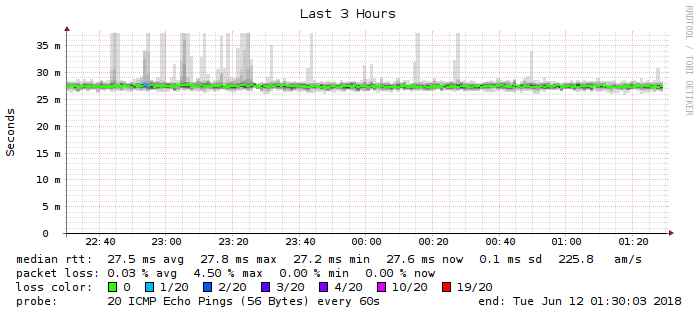 Last 3 Hours
RRDTOOL / TOBI OETIKER
Seconds
35 m
30 m
25 m
20 m
15 m
10 m
5 m
0
22:40 23:00 23:20 23:40 00:00 00:20 00:40 01:00 01:20
median rtt: 27.5 ms avg 27.8 ms max 27.2 ms min 27.6 ms now 0.1 ms sd 225.8 am/s
packet loss: 0.03 % avg 4.50 % max 0.00 % min 0.00 % now
loss color: 0 1/20 2/20 3/20 4/20 10/20 19/20
probe: 20 ICMP Echo Pings (56 Bytes) every 60s end: Tue Jun 12 01:30:03 2018